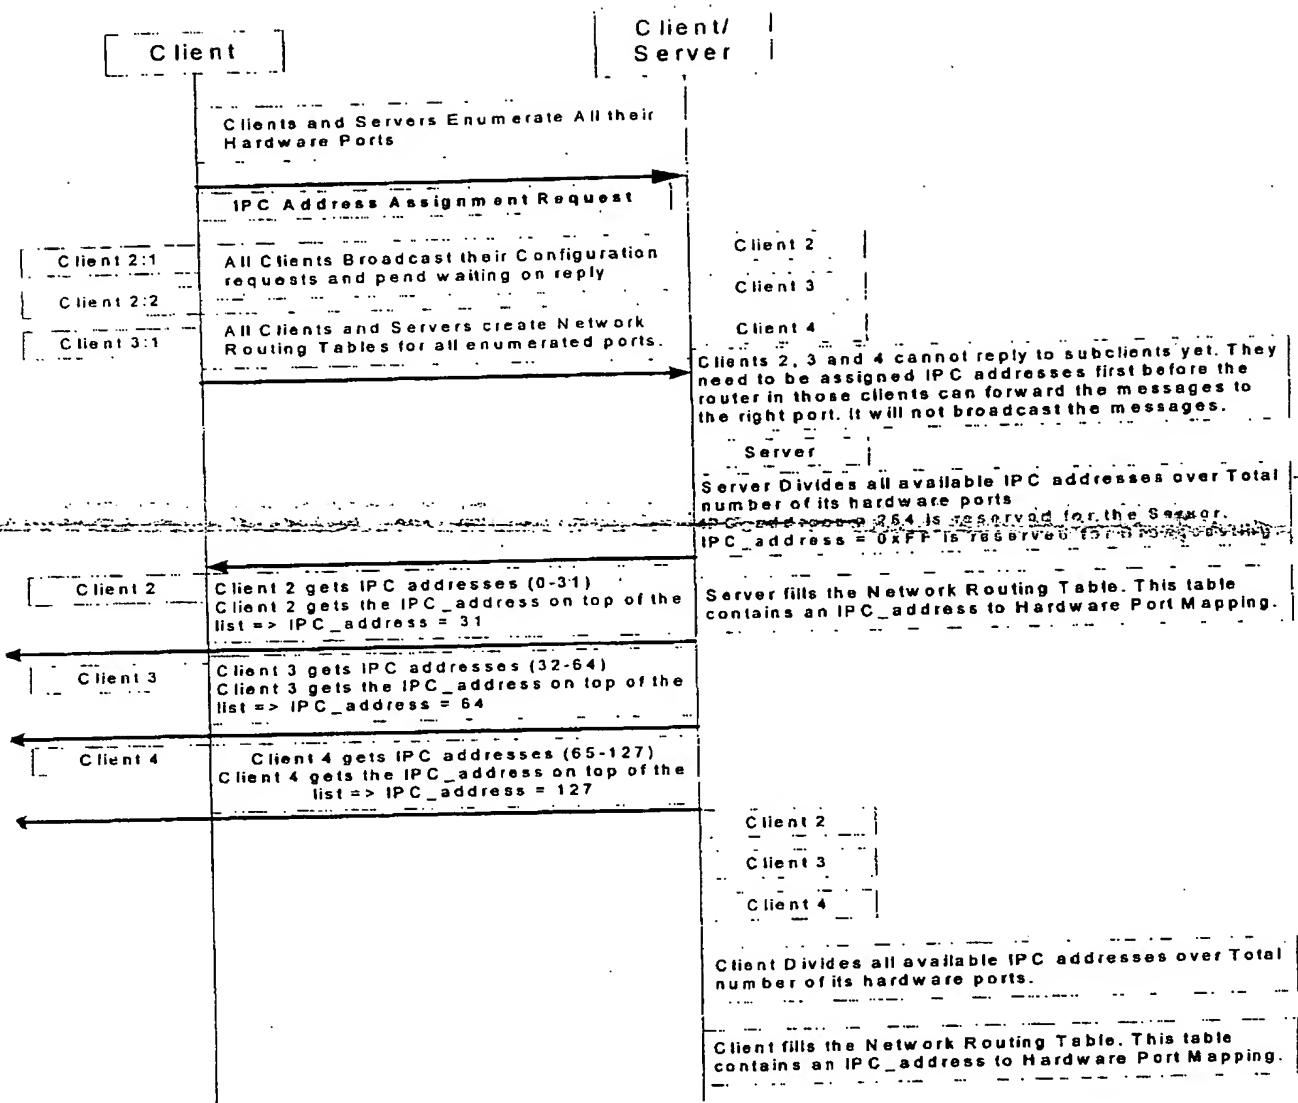 Client
Client/
Server
Clients and Servers Enumerate All their
Hardware Ports
IPC Address Assignment Request
Client 2:1
Client 2:2
Client 3:1
All Clients Broadcast their Configuration
requests and pend waiting on reply
All Clients and Servers create Network
Routing Tables for all enumerated ports.
Client 2
Client 3
Client 4
Clients 2, 3 and 4 cannot reply to subclients yet. They
need to be assigned IPC addresses first before the
router in those clients can forward the messages to
the right port. It will not broadcast the messages.
Server
Server Divides all available IPC addresses over Total
number of its hardware ports
264 is reserved for the Server.
IPC_address = 0xFF is reserved for
Client 2
Client 2 gets IPC addresses (0-31)
Client 2 gets the IPC_address on top of the
list => IPC_address = 31
Server fills the Network Routing Table. This table
contains an IPC_address to Hardware Port Mapping.
Client 3
Client 3 gets IPC addresses (32-64)
Client 3 gets the IPC_address on top of the
list => IPC_address = 64
Client 4
Client 4 gets IPC addresses (65-127)
Client 4 gets the IPC_address on top of the
list => IPC_address = 127
Client 2
Client 3
Client 4
Client Divides all available IPC addresses over Total
number of its hardware ports.
Client fills the Network Routing Table. This table
contains an IPC_address to Hardware Port Mapping.